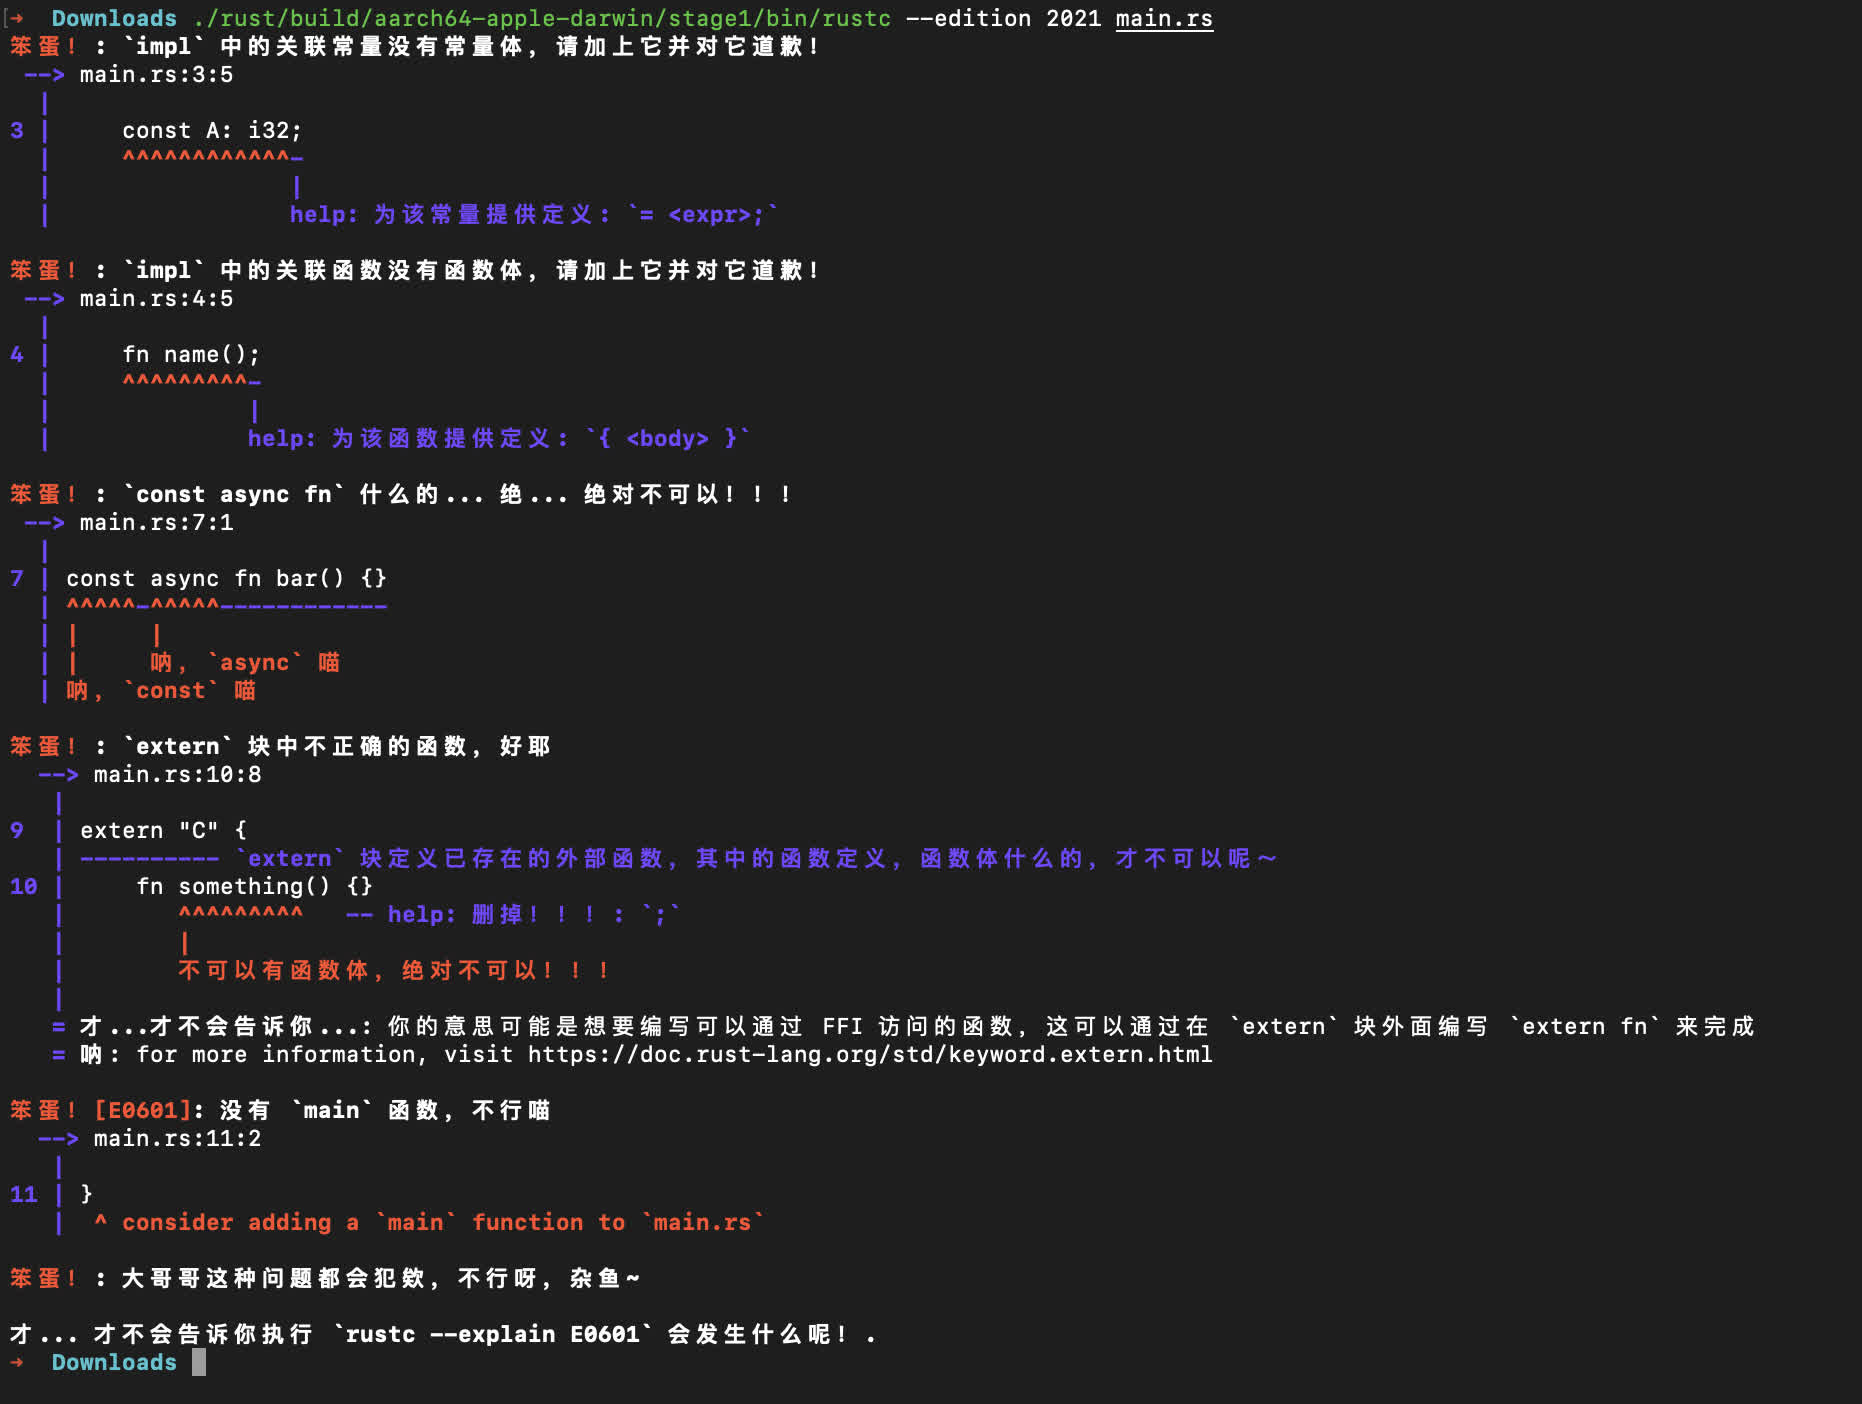 [➜  Downloads ./rust/build/aarch64-apple-darwin/stage1/bin/rustc --edition 2021 main.rs
笨蛋！: `impl` 中的关联常量没有常量体，请加上它并对它道歉！
 --> main.rs:3:5
  |
3 |     const A: i32;
  |     ^^^^^^^^^^^^-
  |                 |
  |                 help: 为该常量提供定义: `= <expr>;`
笨蛋！: `impl` 中的关联函数没有函数体，请加上它并对它道歉！
 --> main.rs:4:5
  |
4 |     fn name();
  |     ^^^^^^^^^-
  |              |
  |              help: 为该函数提供定义: `{ <body> }`
笨蛋！: `const async fn` 什么的... 绝... 绝对不可以！！！
 --> main.rs:7:1
  |
7 | const async fn bar() {}
  | ^^^^^-^^^^^------------
  | |     |
  | |     呐，`async` 喵
  | 呐，`const` 喵
笨蛋！: `extern` 块中不正确的函数，好耶
  --> main.rs:10:8
   |
9  | extern "C" {
   | ---------- `extern` 块定义已存在的外部函数，其中的函数定义，函数体什么的，才不可以呢～
10 |     fn something() {}
   |        ^^^^^^^^^   -- help: 删掉！！！: `;`
   |        |
   |        不可以有函数体，绝对不可以！！！
   |
   = 才...才不会告诉你...: 你的意思可能是想要编写可以通过 FFI 访问的函数，这可以通过在 `extern` 块外面编写 `extern fn` 来完成
   = 呐: for more information, visit https://doc.rust-lang.org/std/keyword.extern.html
笨蛋！[E0601]: 没有 `main` 函数，不行喵
  --> main.rs:11:2
   |
11 | }
   |  ^ consider adding a `main` function to `main.rs`
笨蛋！: 大哥哥这种问题都会犯欸，不行呀，杂鱼~
才... 才不会告诉你执行 `rustc --explain E0601` 会发生什么呢！.
➜  Downloads